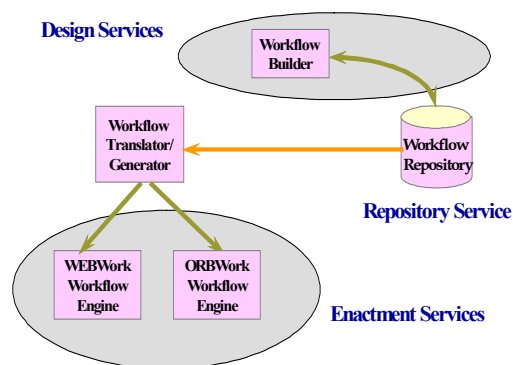 Design Services
Workflow
Builder
Workflow
Translator/
Generator
Workflow
Repository
Repository Service
WEBWork
Workflow
Engine
ORBWork
Workflow
Engine
Enactment Services